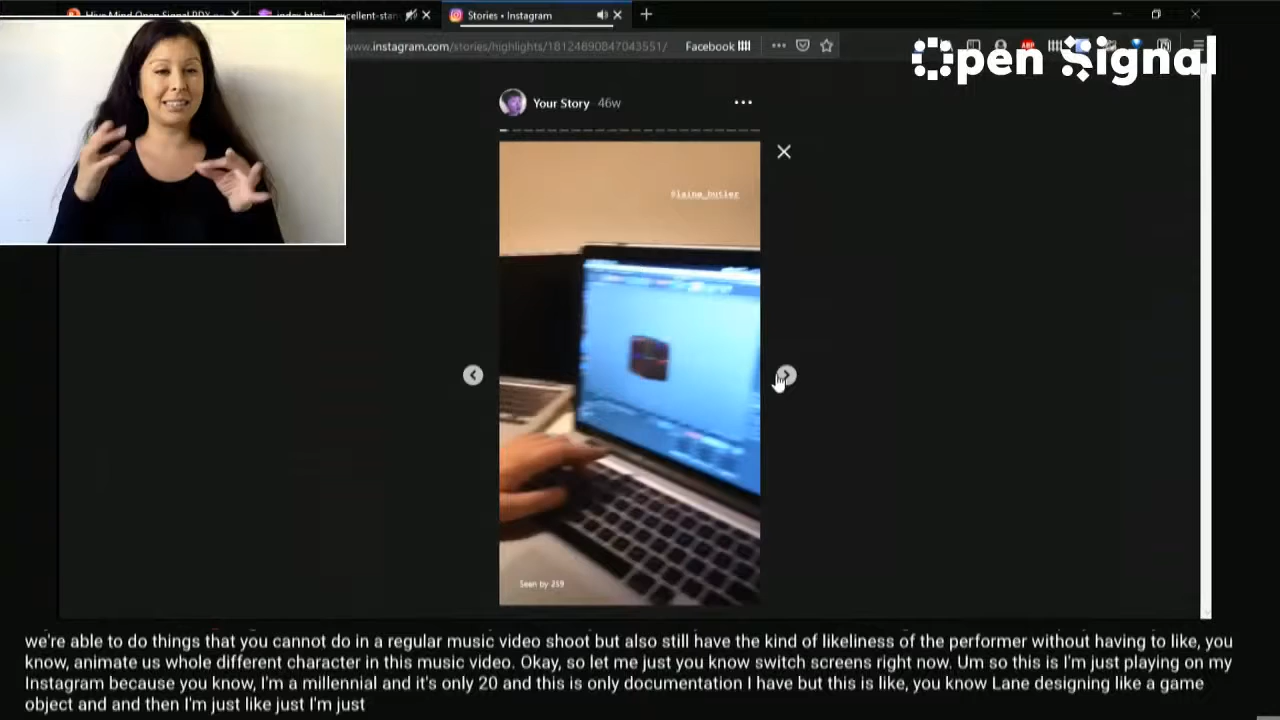 Stories • Instagram
www.instagram.com/stories/highlights/18124690847043551/
Facebook
ABP
Open Signal
Your Story 46w
@laine_butler
Seen by 259
we're able to do things that you cannot do in a regular music video shoot but also still have the kind of likeliness of the performer without having to like, you
know, animate us whole different character in this music video. Okay, so let me just you know switch screens right now. Um so this is I'm just playing on my
Instagram because you know, I'm a millennial and it's only 20 and this is only documentation I have but this is like, you know Lane designing like a game
object and and then I'm just like just I'm just